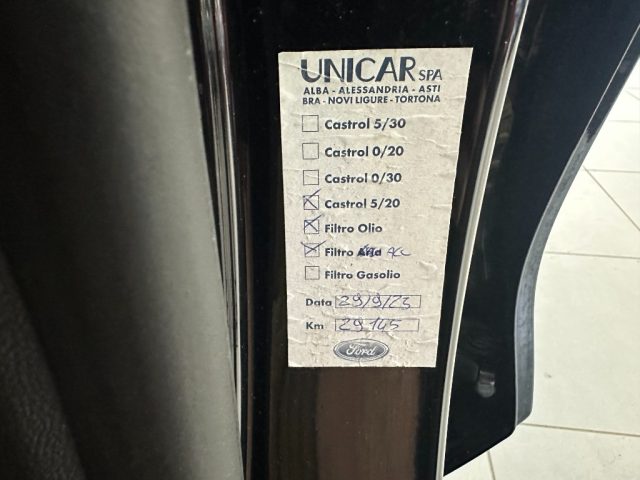 UNICAR SPA
ALBA - ALESSANDRIA - ASTI
BRA - NOVI LIGURE - TORTONA
Castrol 5/30
Castrol 0/20
Castrol 0/30
Castrol 5/20
Filtro Olio
Filtro Aria
Filtro Gasolio
Data 29/9/23
Km 29145
Ford